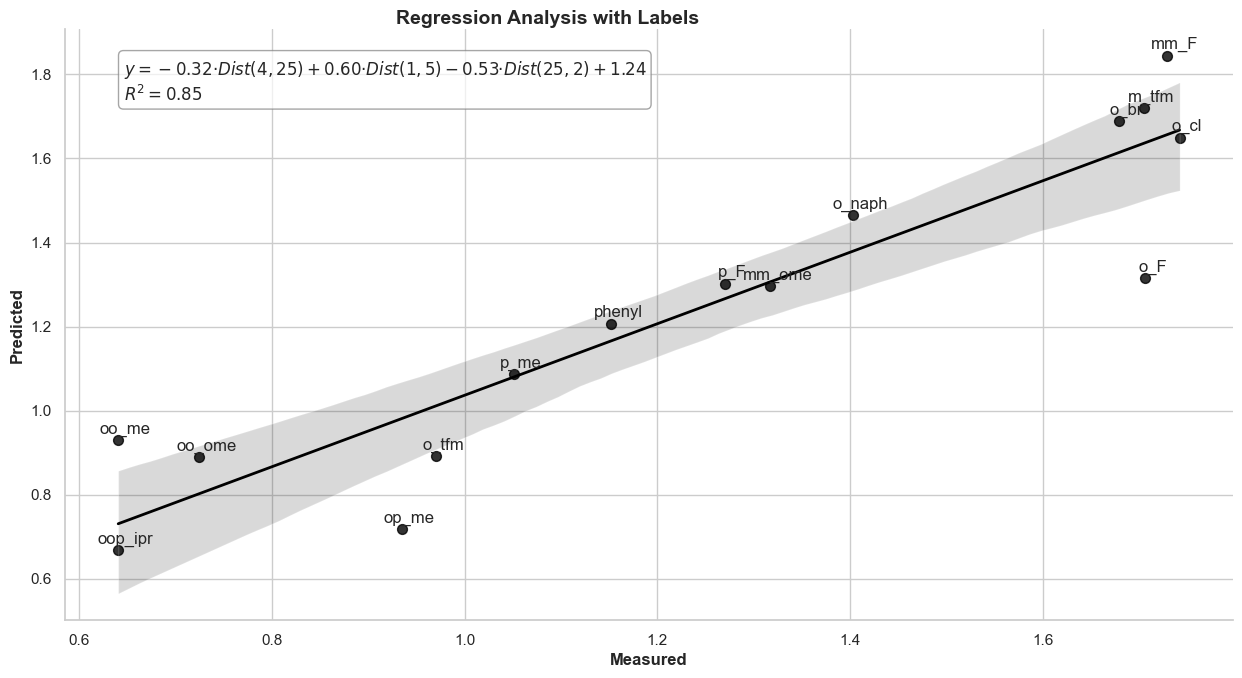 Regression Analysis with Labels
y = −0.32·Dist(4, 25) + 0.60·Dist(1, 5) − 0.53·Dist(25, 2) + 1.24
R² = 0.85
mm_F
m_tfm
o_br
o_cl
o_naph
o_F
p_F
mm_ome
phenyl
p_me
oo_me
oo_ome
o_tfm
op_me
oop_ipr
Predicted
1.8
1.6
1.4
1.2
1.0
0.8
0.6
0.6 0.8 1.0 1.2 1.4 1.6
Measured